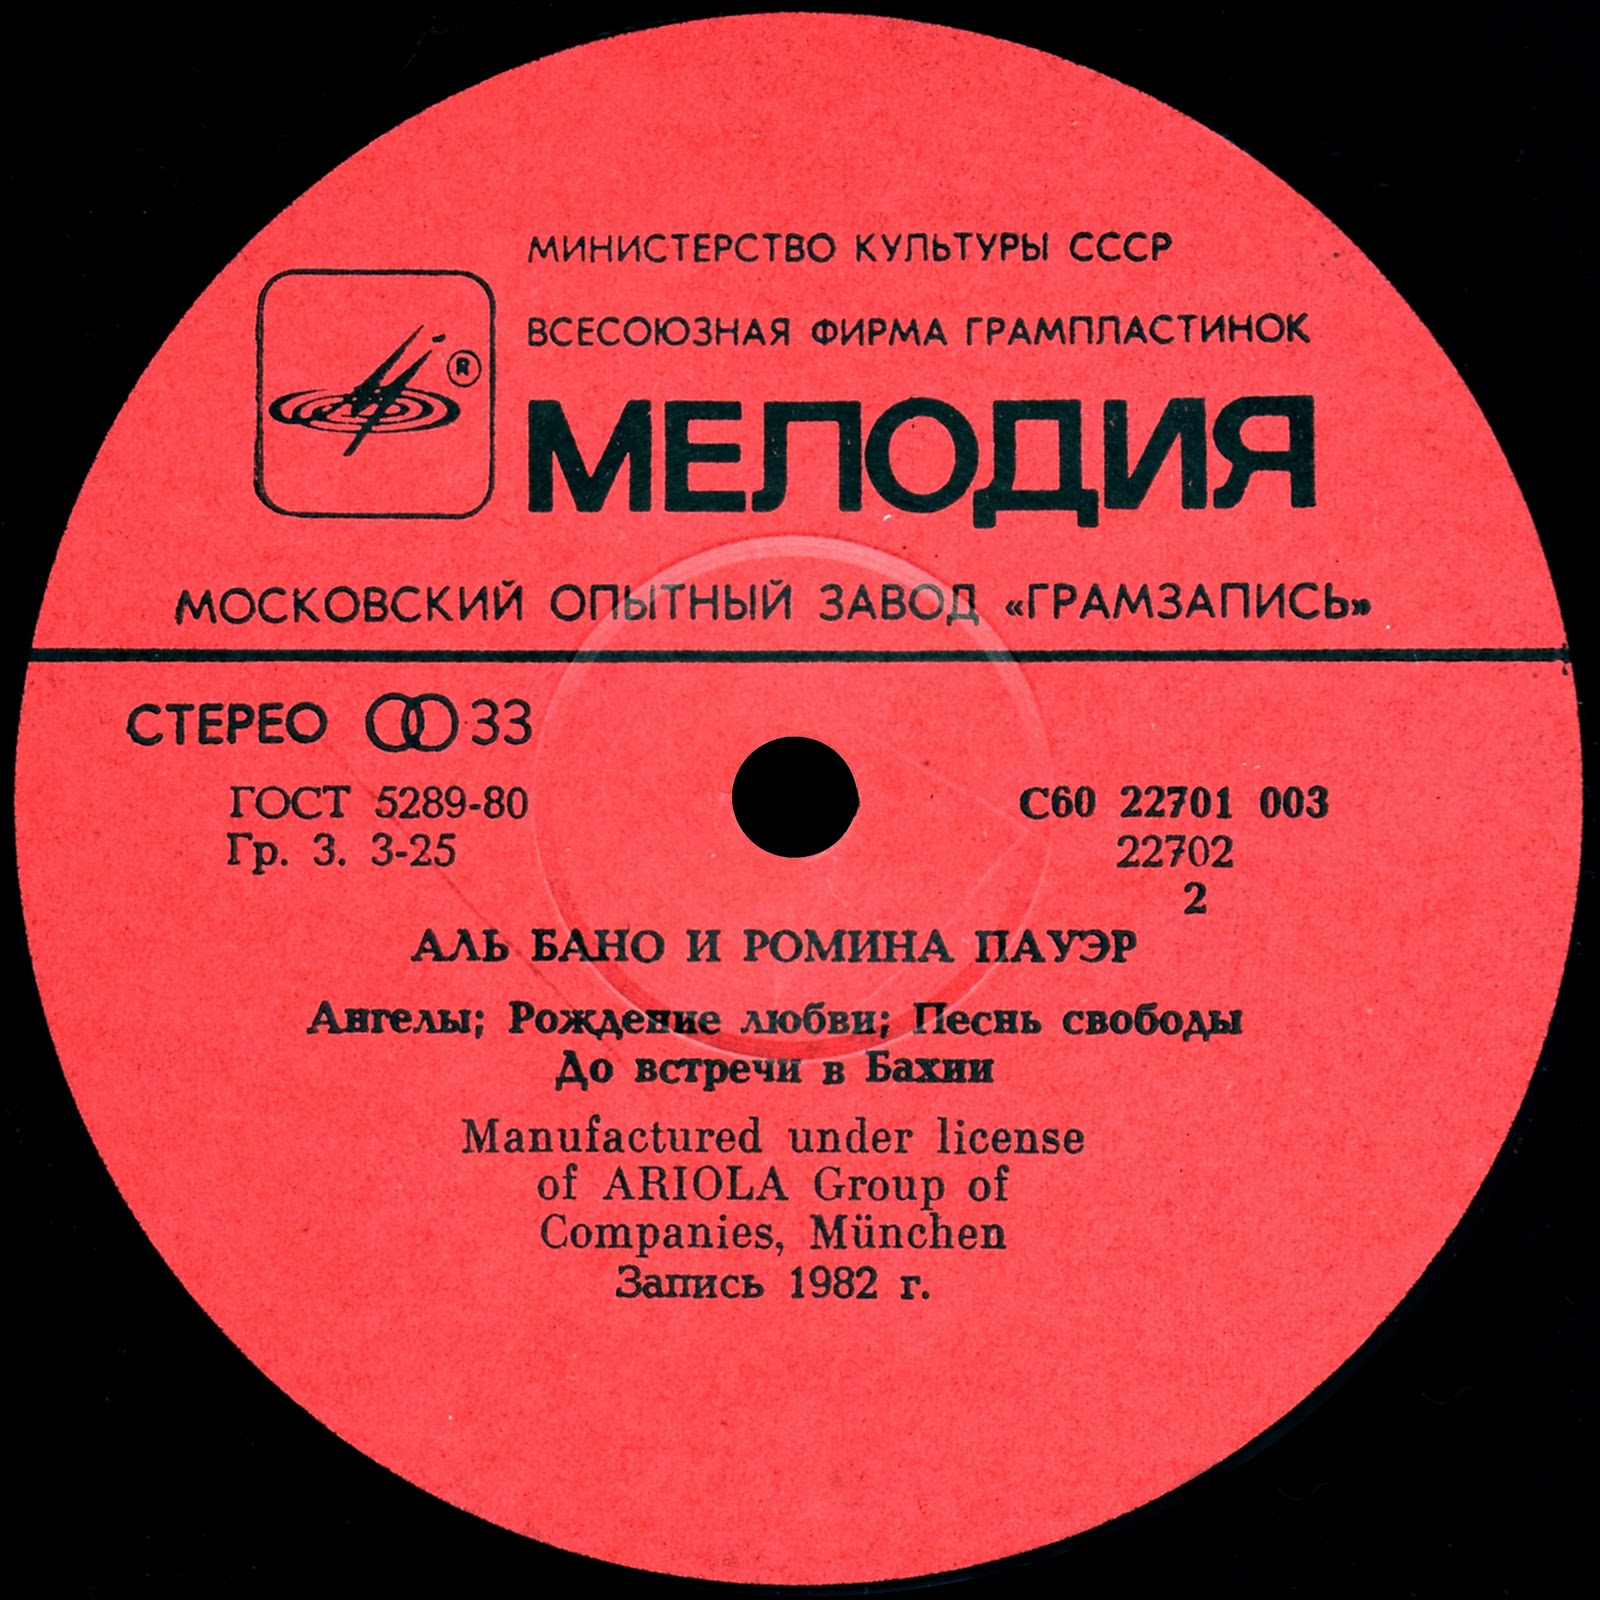 МИНИСТЕРСТВО КУЛЬТУРЫ СССР
ВСЕСОЮЗНАЯ ФИРМА ГРАМПЛАСТИНОК
®
МЕЛОДИЯ
МОСКОВСКИЙ ОПЫТНЫЙ ЗАВОД «ГРАМЗАПИСЬ»
СТЕРЕО 33
ГОСТ 5289-80
Гр. 3. 3-25
С60 22701 003
22702
2
АЛЬ БАНО И РОМИНА ПАУЭР
Ангелы; Рождение любви; Песнь свободы
До встречи в Бахии
Manufactured under license
of ARIOLA Group of
Companies, München
Запись 1982 г.